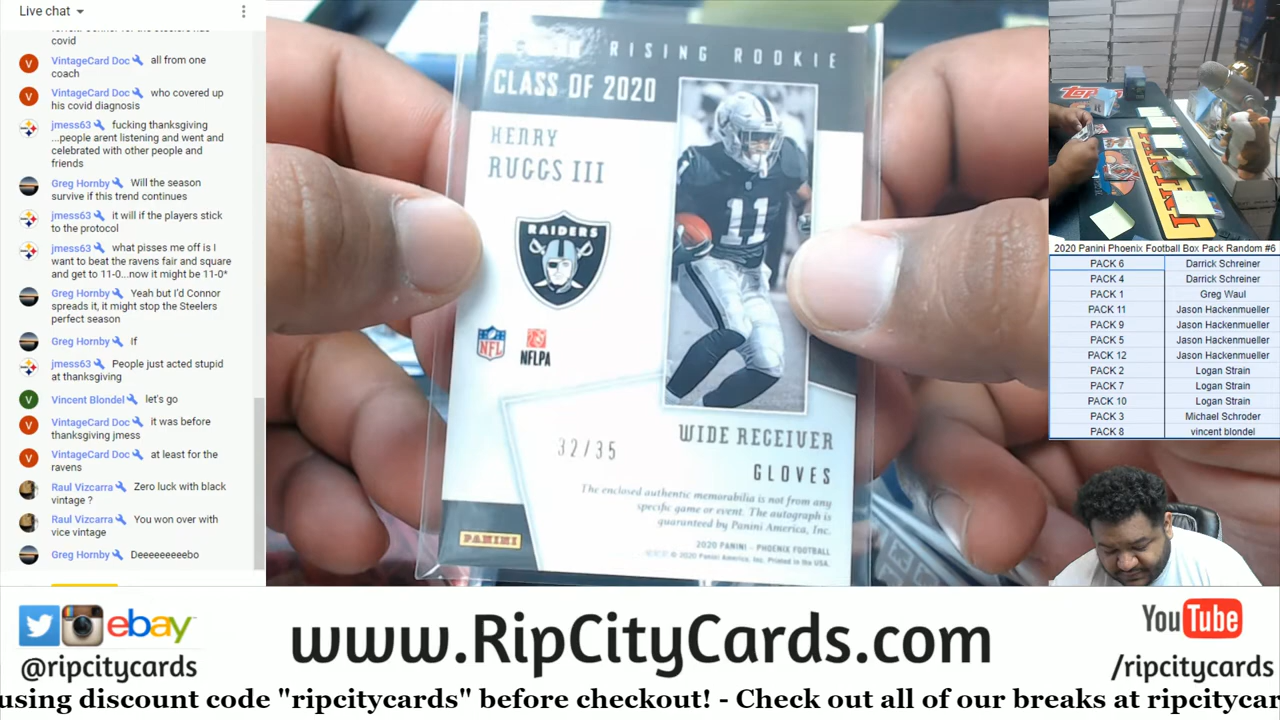 Live chat
covid
VintageCard Doc all from one
coach
VintageCard Doc who covered up
his covid diagnosis
jmess63 fucking thanksgiving
...people arent listening and went and
celebrated with other people and
friends
Greg Hornby Will the season
survive if this trend continues
jmess63 it will if the players stick
to the protocol
jmess63 what pisses me off is I
want to beat the ravens fair and square
and get to 11-0...now it might be 11-0*
Greg Hornby Yeah but I'd Connor
spreads it, it might stop the Steelers
perfect season
Greg Hornby If
jmess63 People just acted stupid
at thanksgiving
Vincent Blondel let's go
VintageCard Doc it was before
thanksgiving jmess
VintageCard Doc at least for the
ravens
Raul Vizcarra Zero luck with black
vintage ?
Raul Vizcarra You won over with
vice vintage
Greg Hornby Deeeeeeeeebo
RISING ROOKIE
CLASS OF 2020
HENRY
RUGGS III
RAIDERS
11
NFL
NFLPA
32/35
WIDE RECEIVER
GLOVES
The enclosed authentic memorabilia is not from any
specific game or event. The autograph is
guaranteed by Panini America, Inc.
PANINI
2020 PANINI - PHOENIX FOOTBALL
© 2020 Panini America, Inc. Printed in the USA.
TOPPS
PANINI
2020 Panini Phoenix Football Box Pack Random #6
PACK 6 Darrick Schreiner
PACK 4 Darrick Schreiner
PACK 1 Greg Waul
PACK 11 Jason Hackenmueller
PACK 9 Jason Hackenmueller
PACK 5 Jason Hackenmueller
PACK 12 Jason Hackenmueller
PACK 2 Logan Strain
PACK 7 Logan Strain
PACK 10 Logan Strain
PACK 3 Michael Schroder
PACK 8 vincent blondel
ebay
@ripcitycards
www.RipCityCards.com
YouTube
/ripcitycards
using discount code "ripcitycards" before checkout! - Check out all of our breaks at ripcitycar